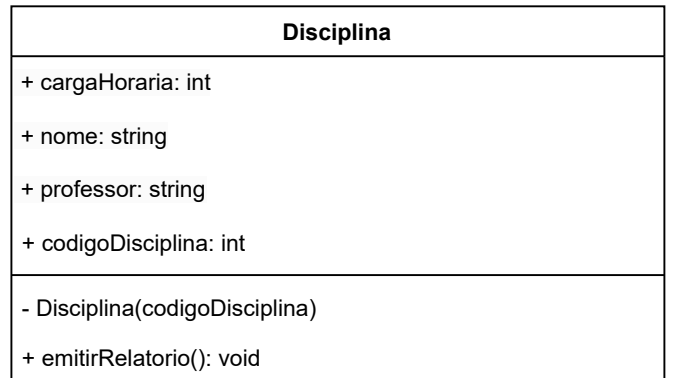 Disciplina
+ cargaHoraria: int
+ nome: string
+ professor: string
+ codigoDisciplina: int
- Disciplina(codigoDisciplina)
+ emitirRelatorio(): void